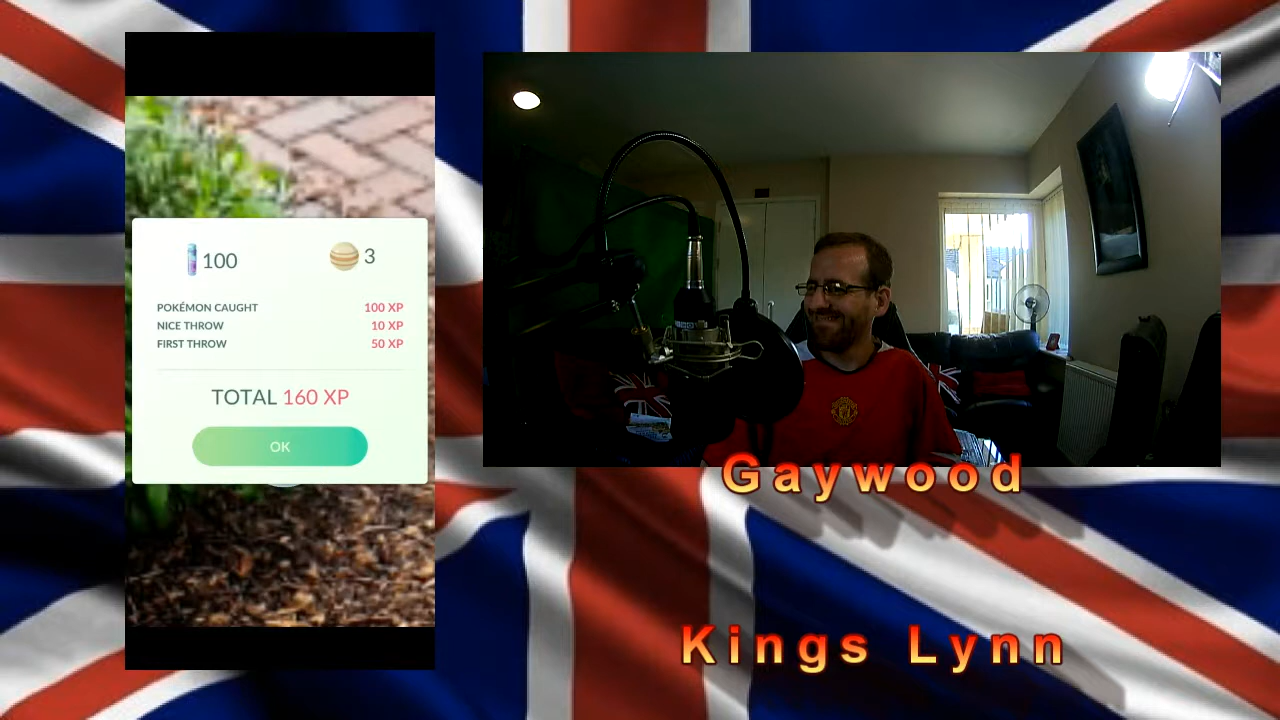 100 3
POKÉMON CAUGHT 100 XP
NICE THROW 10 XP
FIRST THROW 50 XP
TOTAL 160 XP
OK
Gaywood
Kings Lynn